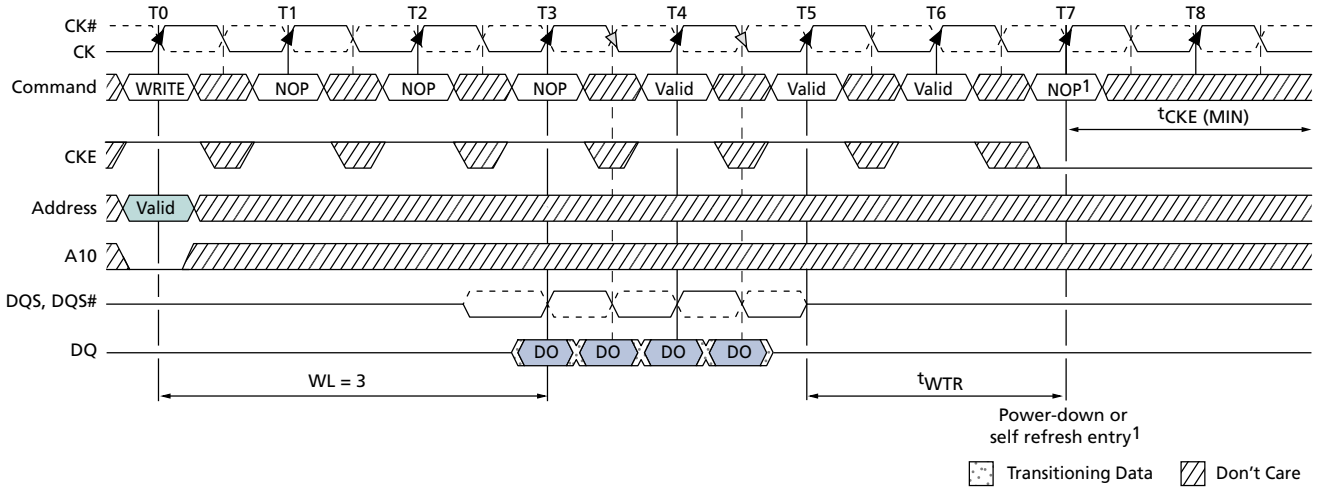 T0 T1 T2 T3 T4 T5 T6 T7 T8
CK#
CK
Command WRITE NOP NOP NOP Valid Valid Valid NOP1
tCKE (MIN)
CKE
Address Valid
A10
DQS, DQS#
DQ DO DO DO DO
WL = 3 tWTR
Power-down or
self refresh entry1
Transitioning Data Don't Care